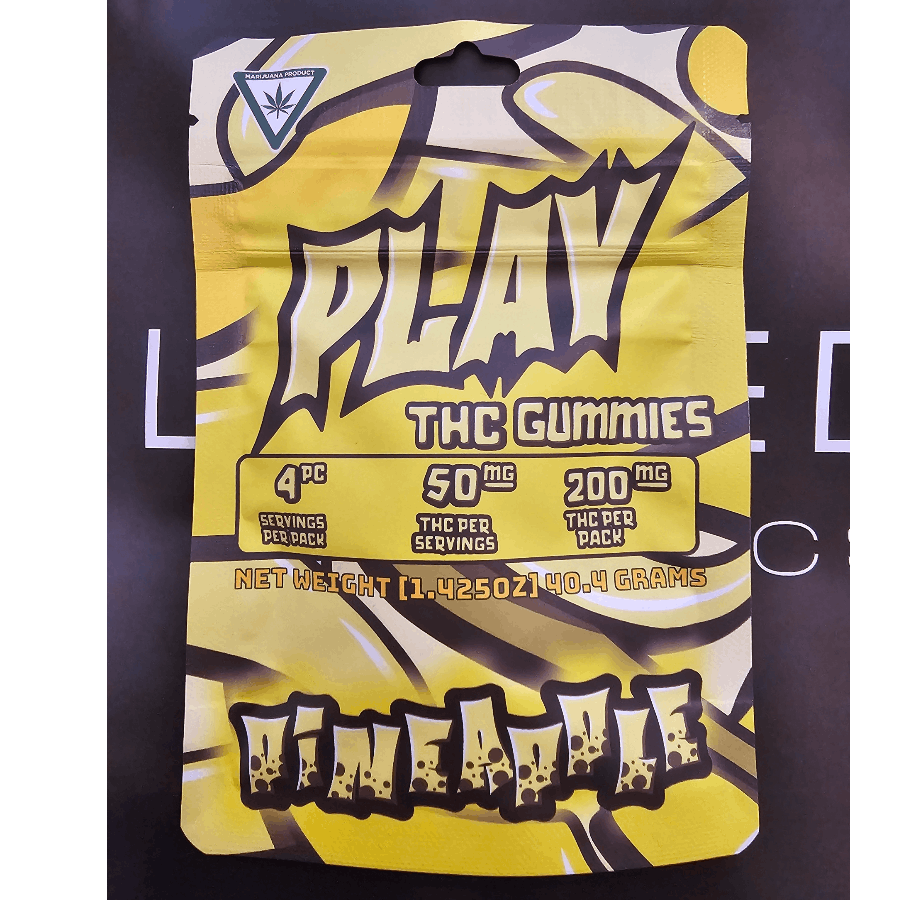 MARIJUANA PRODUCT
PLAY
THC GUMMIES
4PC 50MG 200MG
SERVINGS PER PACK THC PER SERVINGS THC PER PACK
NET WEIGHT [1.425OZ] 40.4 GRAMS
PINEAPPLE